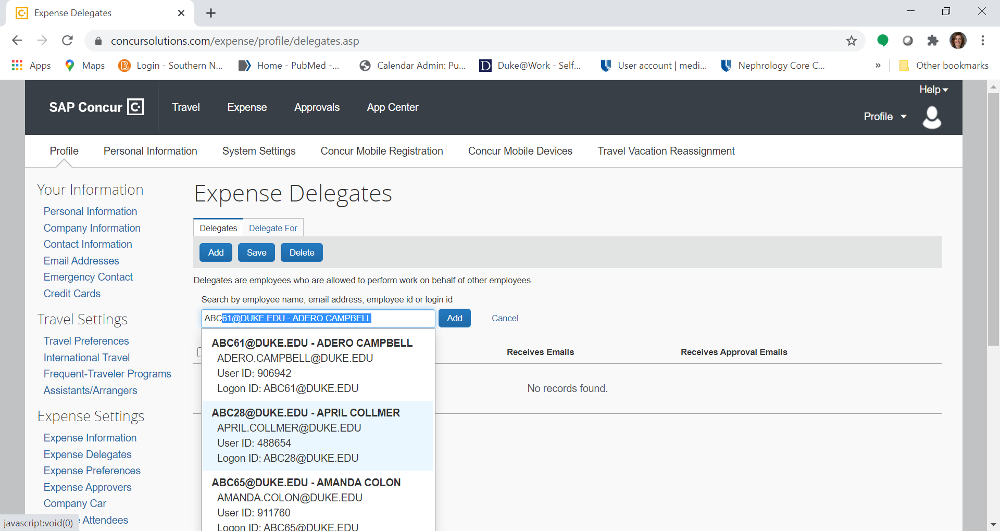 Expense Delegates
concursolutions.com/expense/profile/delegates.asp
Apps
Maps
Login - Southern N...
Home - PubMed -...
Calendar Admin: Pu...
Duke@Work - Self...
User account | medi...
Nephrology Core C...
»
Other bookmarks
Help
SAP Concur
Travel
Expense
Approvals
App Center
Profile
Profile
Personal Information
System Settings
Concur Mobile Registration
Concur Mobile Devices
Travel Vacation Reassignment
Your Information
Personal Information
Company Information
Contact Information
Email Addresses
Emergency Contact
Credit Cards
Travel Settings
Travel Preferences
International Travel
Frequent-Traveler Programs
Assistants/Arrangers
Expense Settings
Expense Information
Expense Delegates
Expense Preferences
Expense Approvers
Company Car
Attendees
javascript:void(0)
Expense Delegates
Delegates
Delegate For
Add
Save
Delete
Delegates are employees who are allowed to perform work on behalf of other employees.
Search by employee name, email address, employee id or login id
ABC61@DUKE.EDU - ADERO CAMPBELL
Add
Cancel
ABC61@DUKE.EDU - ADERO CAMPBELL
ADERO.CAMPBELL@DUKE.EDU
User ID: 906942
Logon ID: ABC61@DUKE.EDU
ABC28@DUKE.EDU - APRIL COLLMER
APRIL.COLLMER@DUKE.EDU
User ID: 488654
Logon ID: ABC28@DUKE.EDU
ABC65@DUKE.EDU - AMANDA COLON
AMANDA.COLON@DUKE.EDU
User ID: 911760
Logon ID: ABC65@DUKE.EDU
Receives Emails
Receives Approval Emails
No records found.